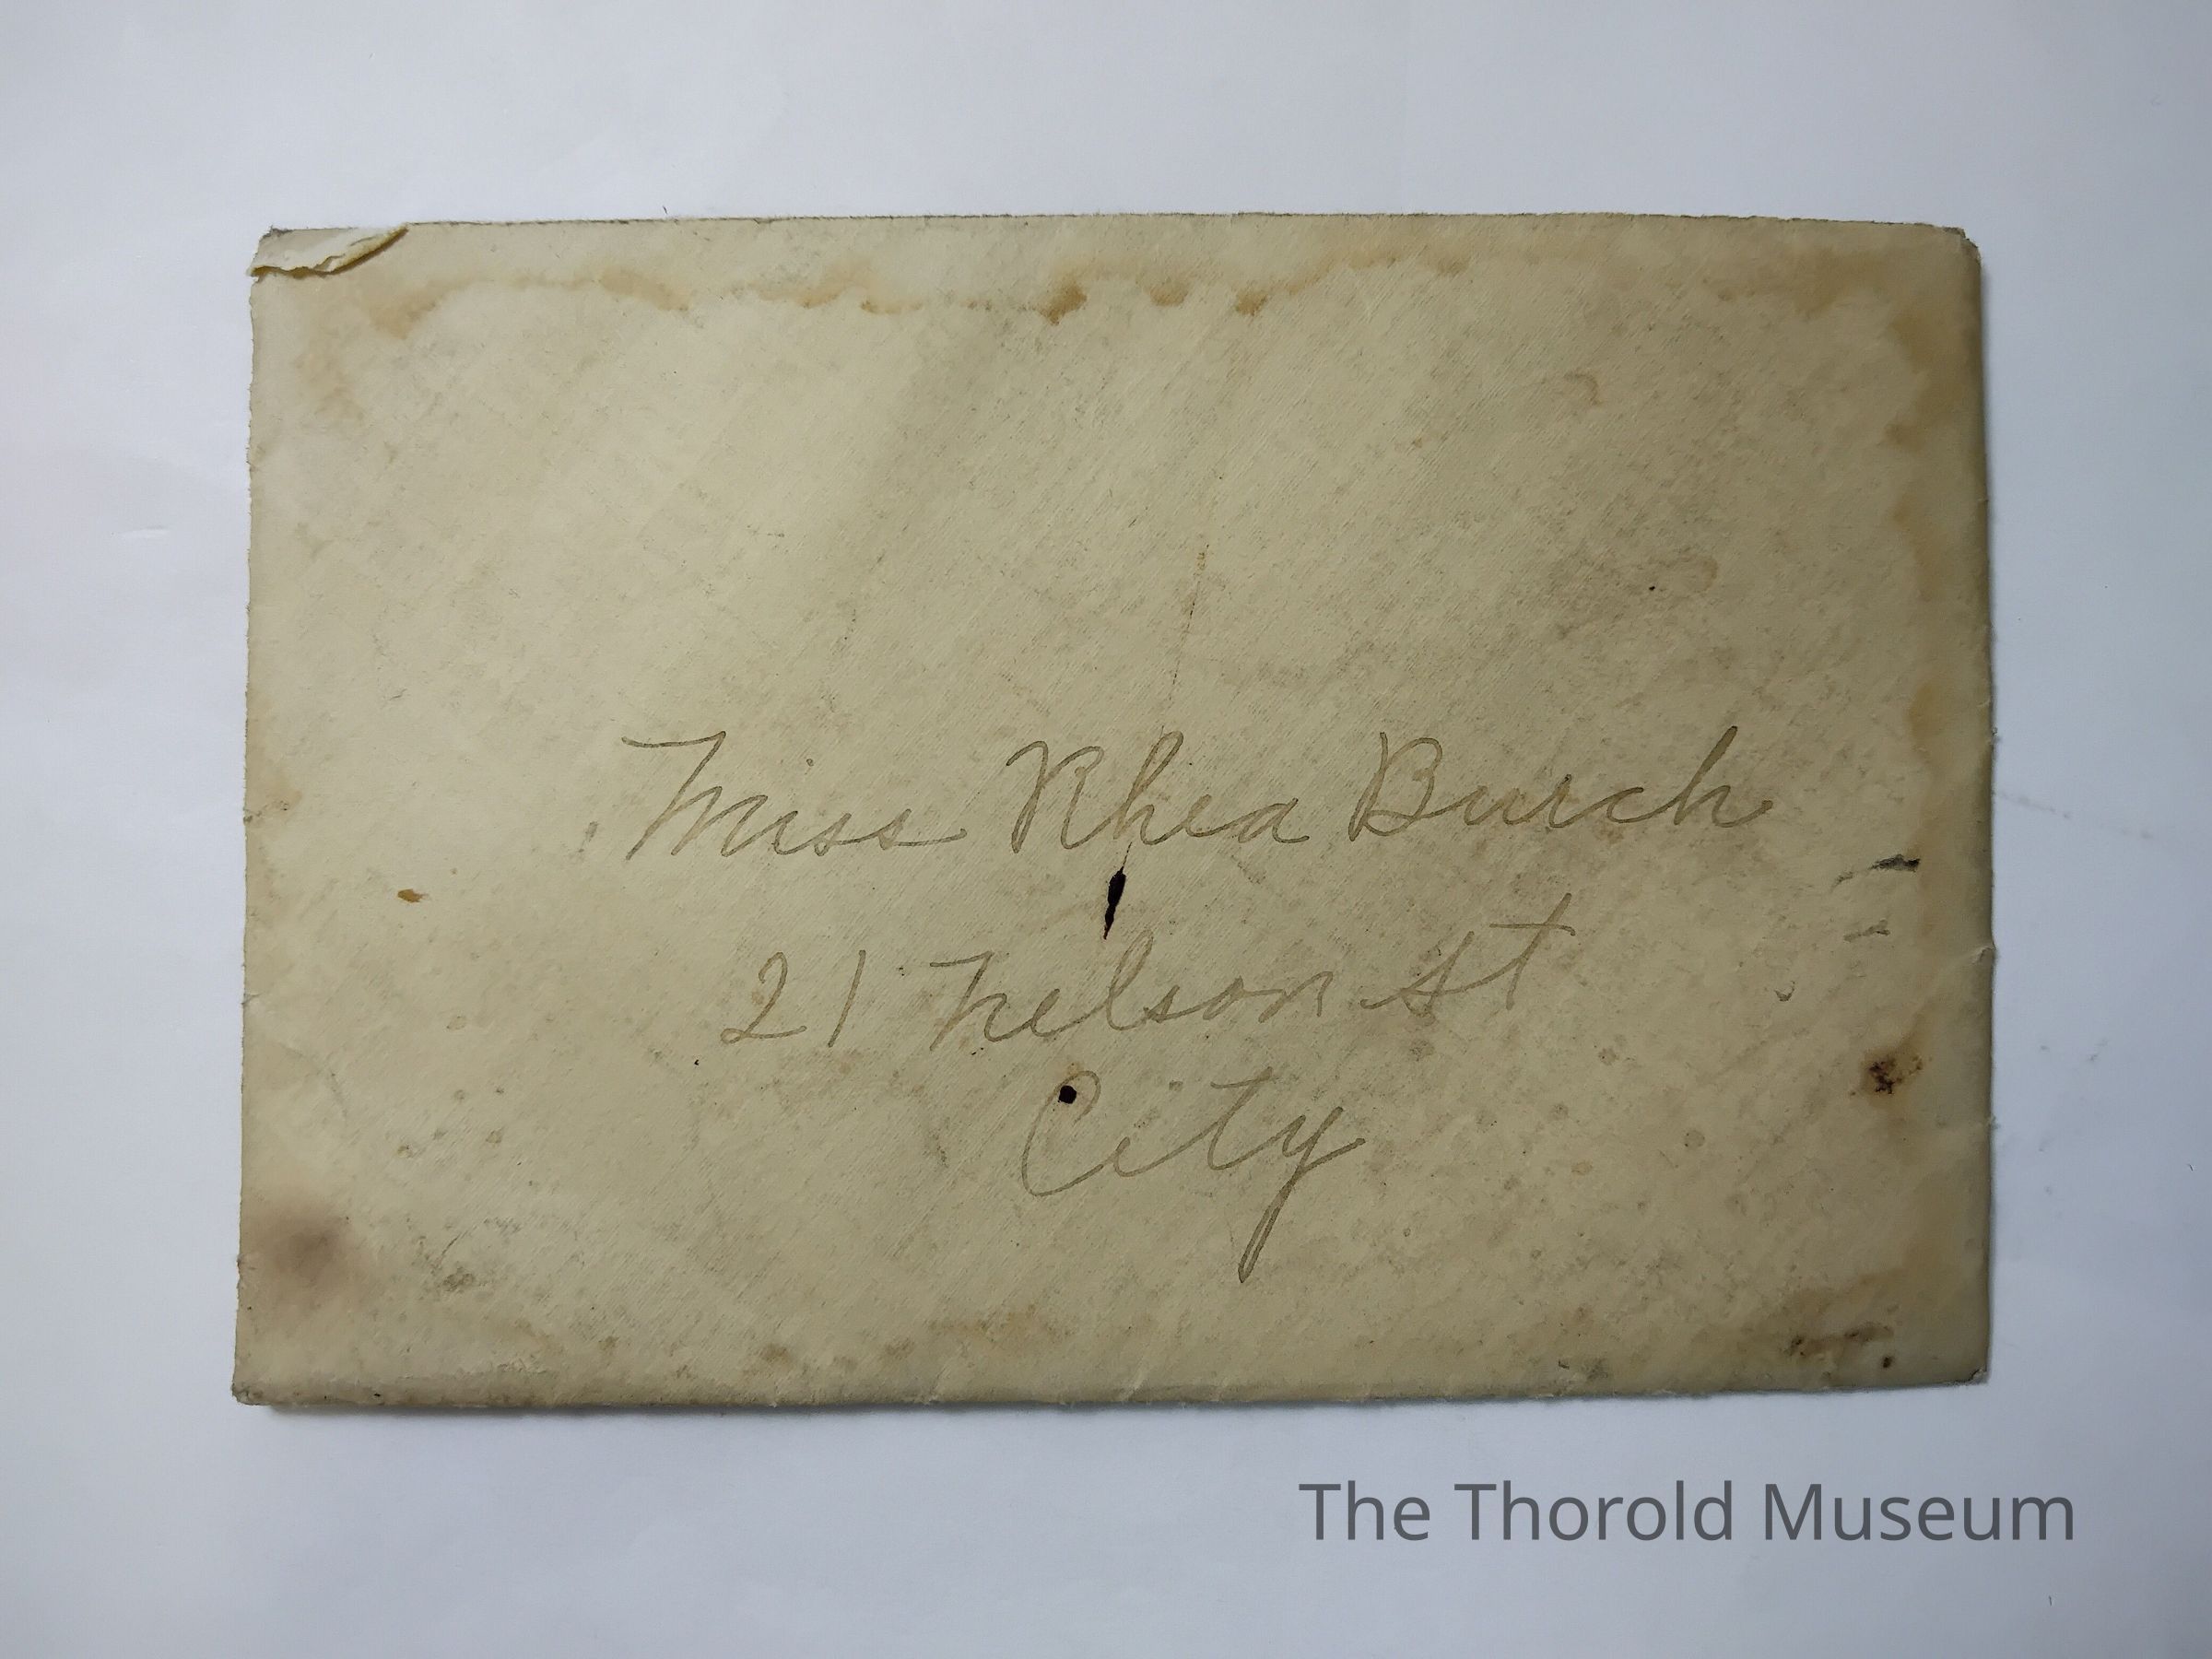 Miss Rhea Burch
21 Nelson St
City
The Thorold Museum